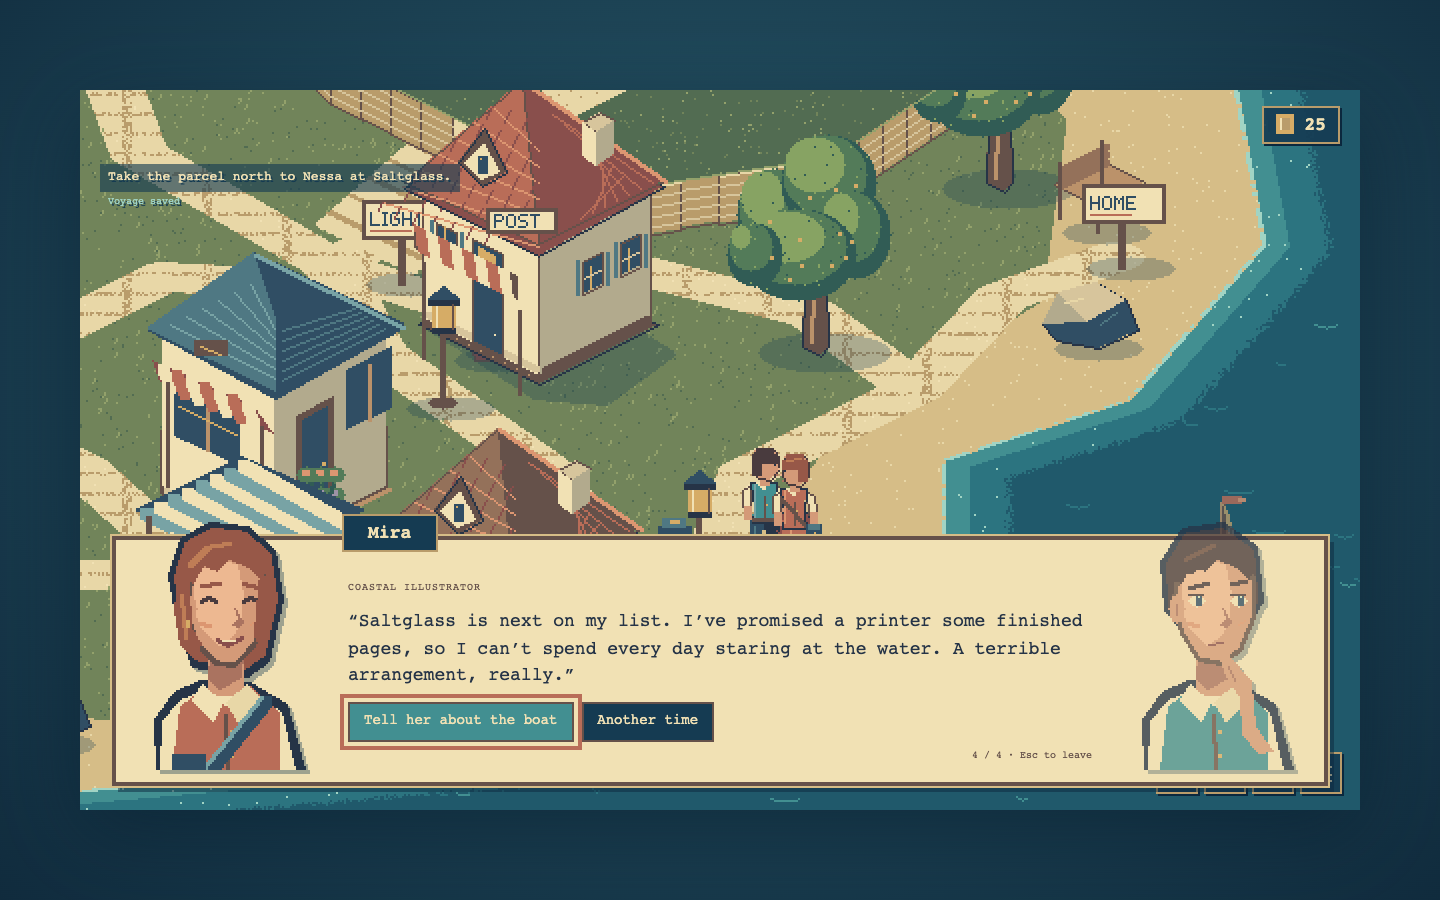 25
Take the parcel north to Nessa at Saltglass.
Voyage saved
HOME
LIGH
POST
Mira
COASTAL ILLUSTRATOR
“Saltglass is next on my list. I’ve promised a printer some finished
pages, so I can’t spend every day staring at the water. A terrible
arrangement, really.”
Tell her about the boat
Another time
4 / 4 · Esc to leave